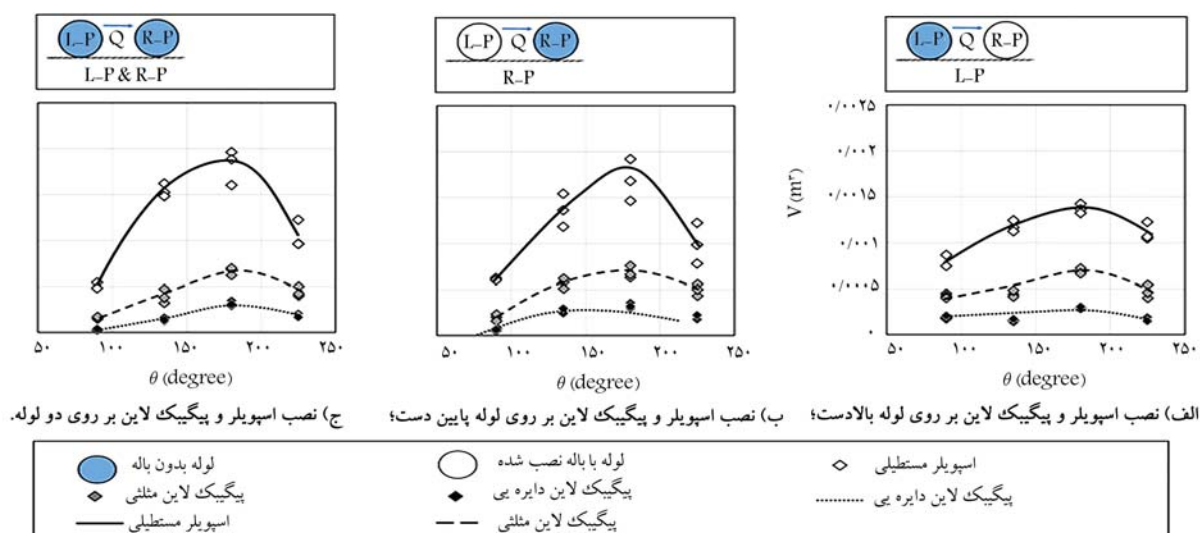 L-P Q R-P
L-P & R-P
L-P Q R-P
R-P
L-P Q R-P
L-P
۰/۰۰۲۵
۰/۰۰۲
۰/۰۰۱۵
۰/۰۰۱
۰/۰۰۰۵
۰
V (m³)
۵۰ ۱۰۰ ۱۵۰ ۲۰۰ ۲۵۰
θ (degree)
۵۰ ۱۰۰ ۱۵۰ ۲۰۰ ۲۵۰
θ (degree)
۵۰ ۱۰۰ ۱۵۰ ۲۰۰ ۲۵۰
θ (degree)
الف) نصب اسپویلر و پیگیبک لاین بر روی لوله بالادست؛
ب) نصب اسپویلر و پیگیبک لاین بر روی لوله پایین دست؛
ج) نصب اسپویلر و پیگیبک لاین بر روی دو لوله.
اسپویلر مستطیلی
لوله با باله نصب شده
لوله بدون باله
پیگیبک لاین دایره یی
پیگیبک لاین دایره یی
پیگیبک لاین مثلثی
پیگیبک لاین مثلثی
اسپویلر مستطیلی